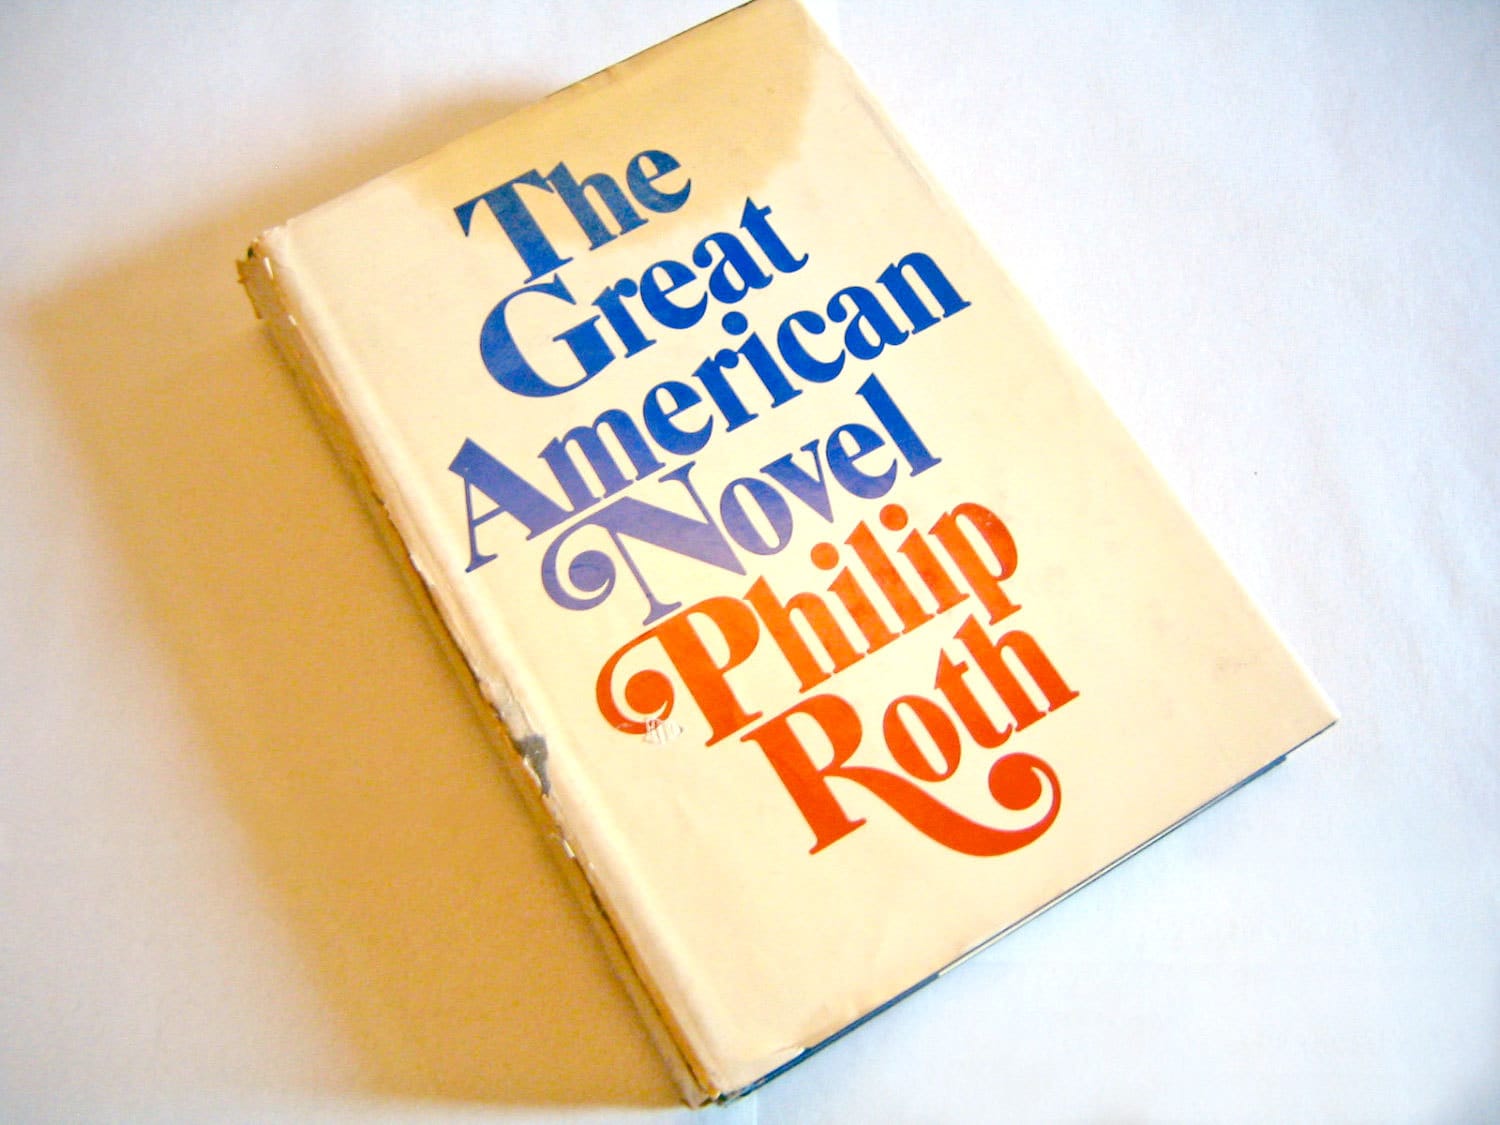 The
Great
American
Novel
Philip
Roth